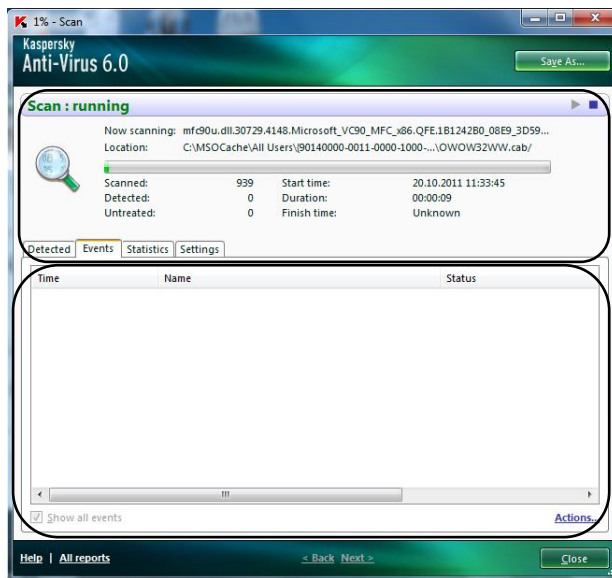 1% - Scan
Kaspersky
Anti-Virus 6.0
Save As...
Scan : running
Now scanning: mfc90u.dll.30729.4148.Microsoft_VC90_MFC_x86.QFE.1B1242B0_08E9_3D59...
Location: C:\MSOCache\All Users\{90140000-0011-0000-1000-...\OWOW32WW.cab/
Scanned: 939 Start time: 20.10.2011 11:33:45
Detected: 0 Duration: 00:00:09
Untreated: 0 Finish time: Unknown
Detected Events Statistics Settings
Time Name Status
Show all events Actions...
Help | All reports < Back Next > Close